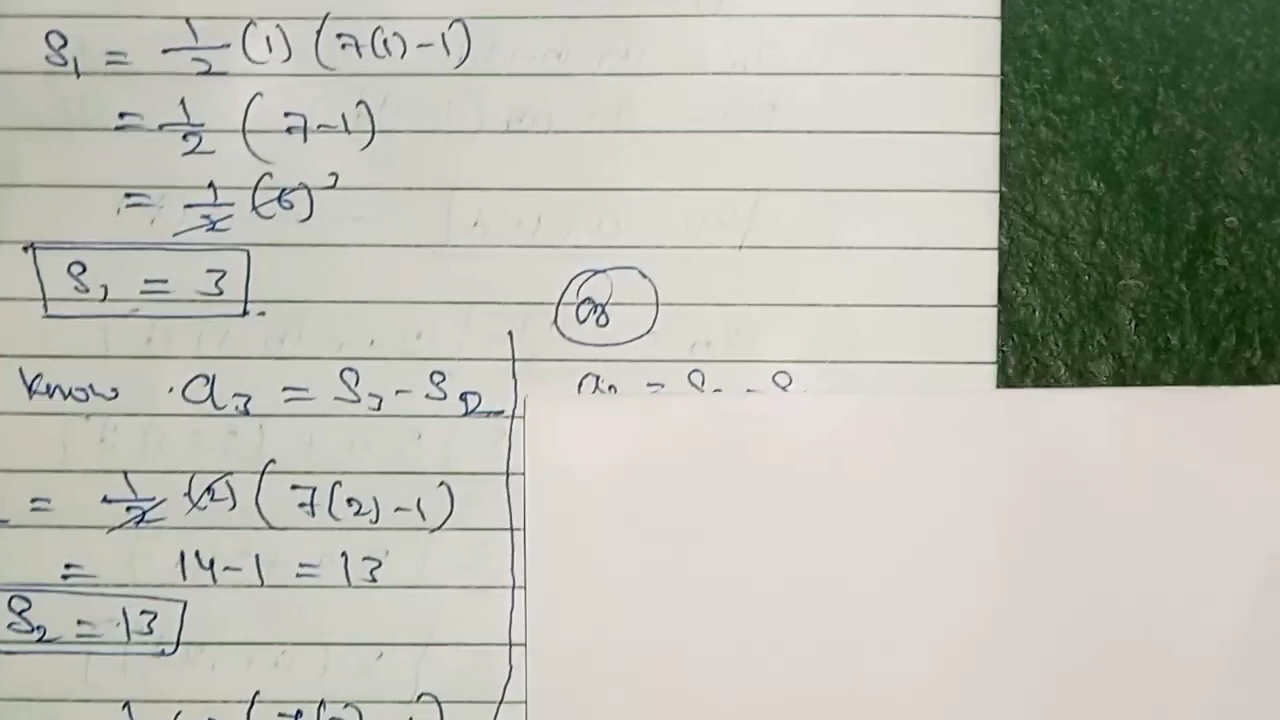 S₁ = 1/2 (1) (7(1)-1)
= 1/2 (7-1)
= 1/2 (6) 3
S₁ = 3
or
know a₃ = S₃ - S₂
= 1/2 (2) (7(2)-1)
= 14-1 = 13
S₂ = 13